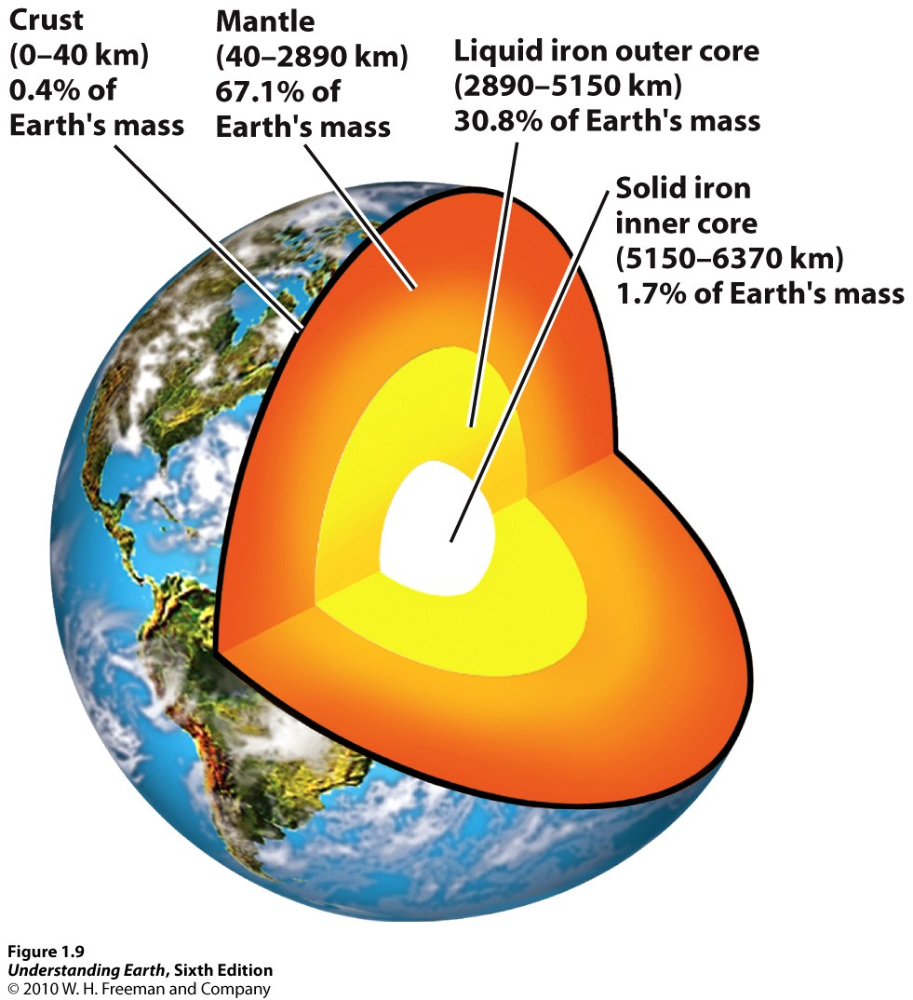 Crust
(0–40 km)
0.4% of
Earth's mass
Mantle
(40–2890 km)
67.1% of
Earth's mass
Liquid iron outer core
(2890–5150 km)
30.8% of Earth's mass
Solid iron
inner core
(5150–6370 km)
1.7% of Earth's mass
Figure 1.9
Understanding Earth, Sixth Edition
© 2010 W. H. Freeman and Company